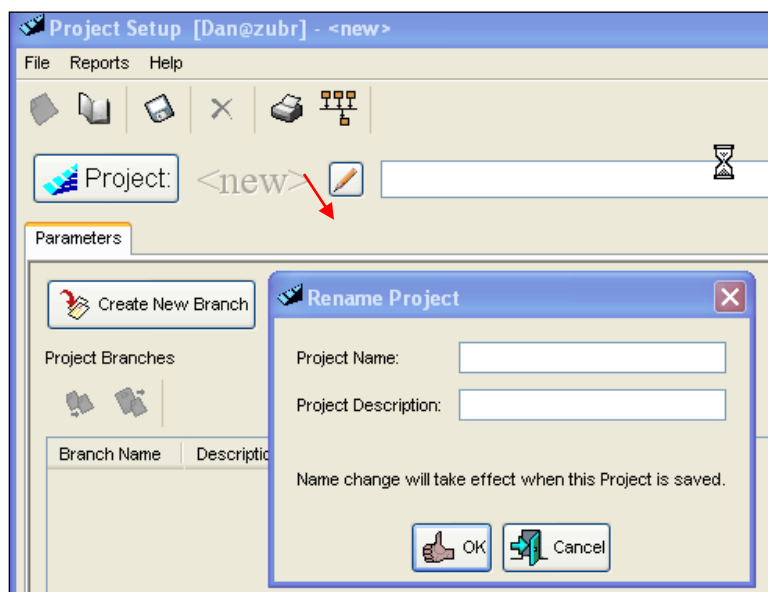 Project Setup [Dan@zubr] - <new>
File Reports Help
Project: <new>
Parameters
Create New Branch
Project Branches
Branch Name Descriptio
Rename Project
Project Name:
Project Description:
Name change will take effect when this Project is saved.
OK Cancel